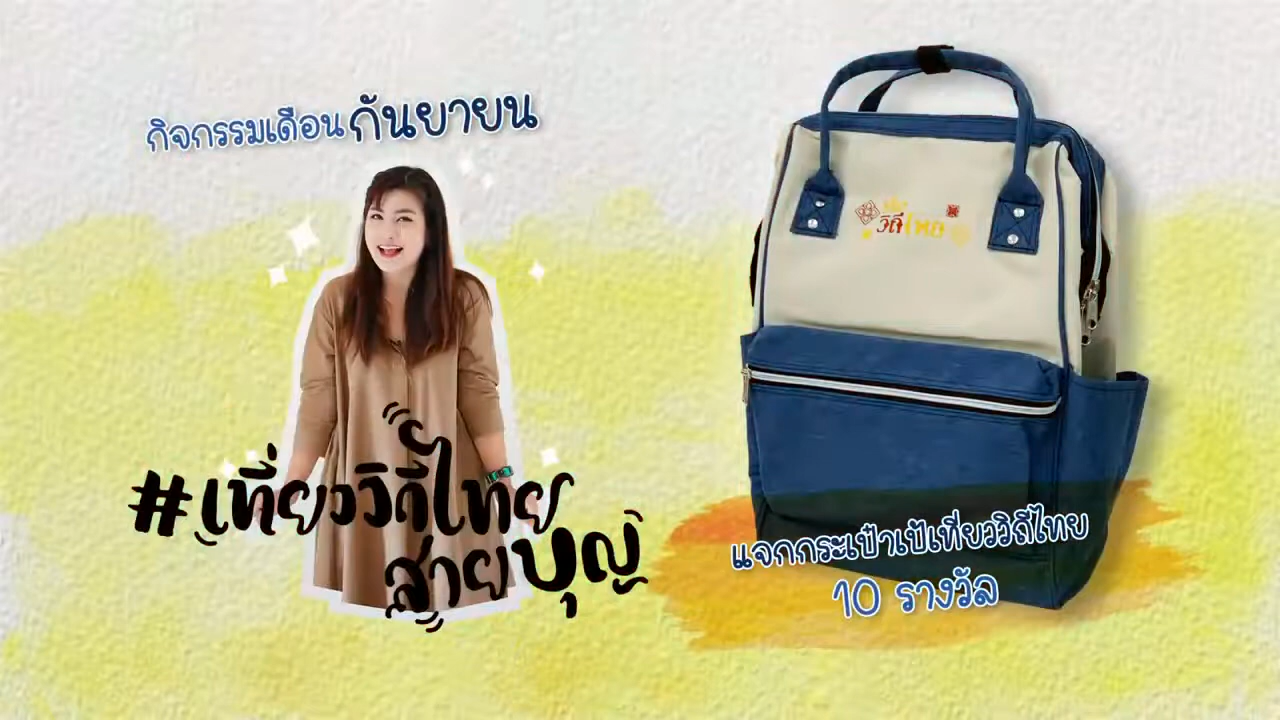 กิจกรรมเดือนกันยายน
#เที่ยววิถีไทย
สายบุญ
วิถีไทย
แจกกระเป๋าเป้เที่ยววิถีไทย
10 รางวัล